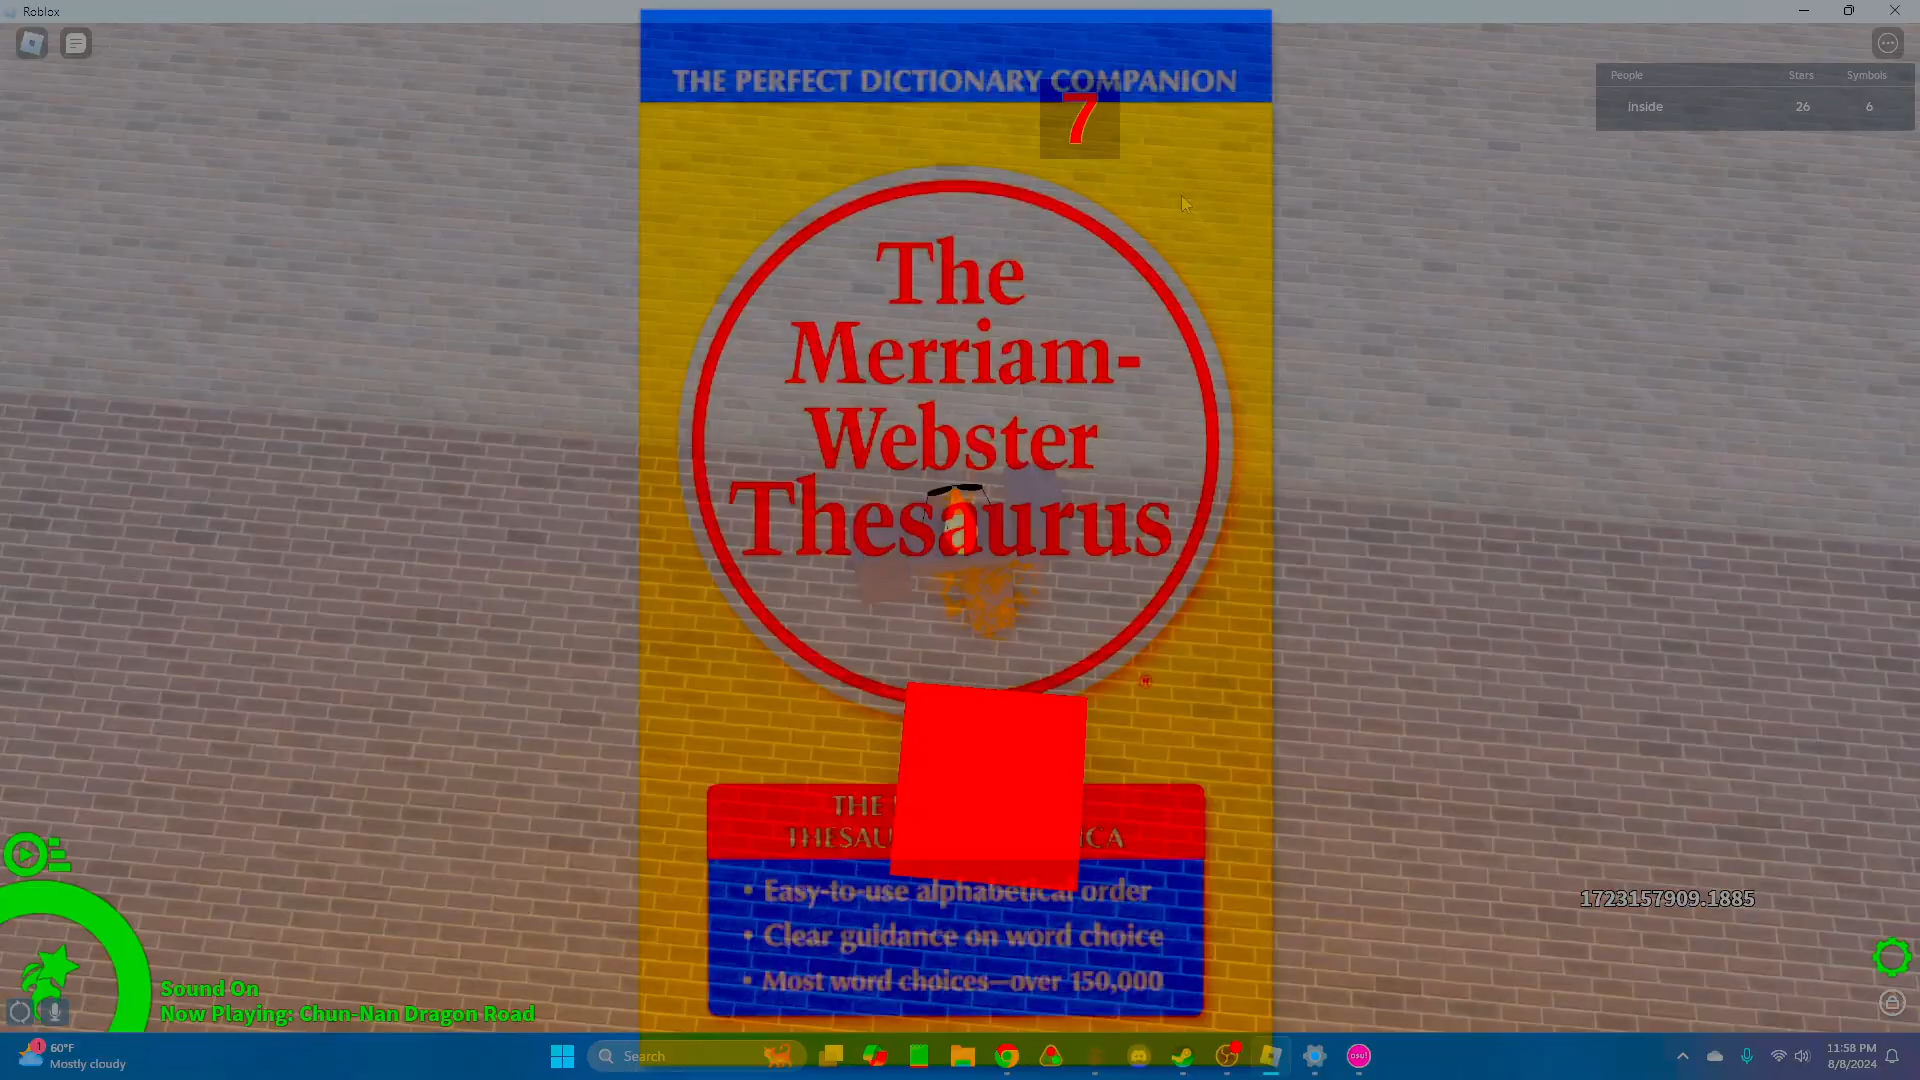 Roblox
THE PERFECT DICTIONARY COMPANION
7
People Stars Symbols
inside 26 6
The
Merriam-
Webster
Thesaurus
THE
THESAU ICA
• Easy-to-use alphabetical order
• Clear guidance on word choice
• Most word choices—over 150,000
1723157909.1885
Sound On
Now Playing: Chun-Nan Dragon Road
1
60°F
Mostly cloudy
Search
osu!
11:58 PM
8/8/2024